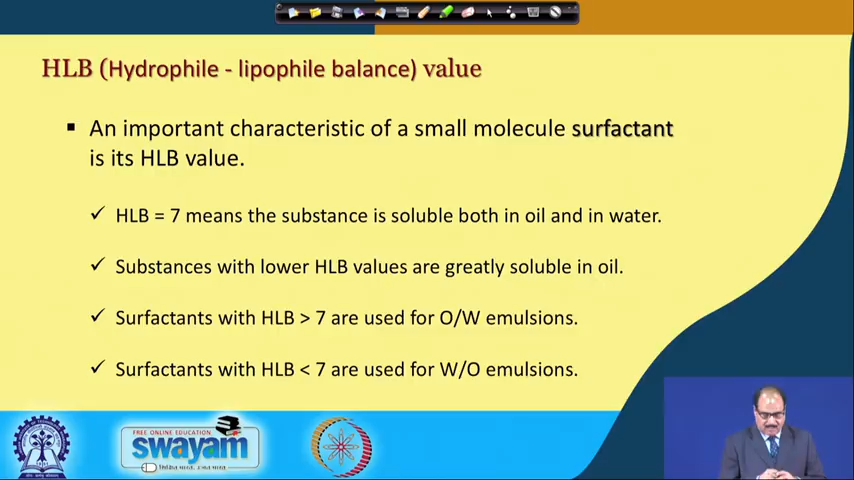 HLB (Hydrophile - lipophile balance) value
An important characteristic of a small molecule surfactant
is its HLB value.
HLB = 7 means the substance is soluble both in oil and in water.
Substances with lower HLB values are greatly soluble in oil.
Surfactants with HLB > 7 are used for O/W emulsions.
Surfactants with HLB < 7 are used for W/O emulsions.
FREE ONLINE EDUCATION
swayam